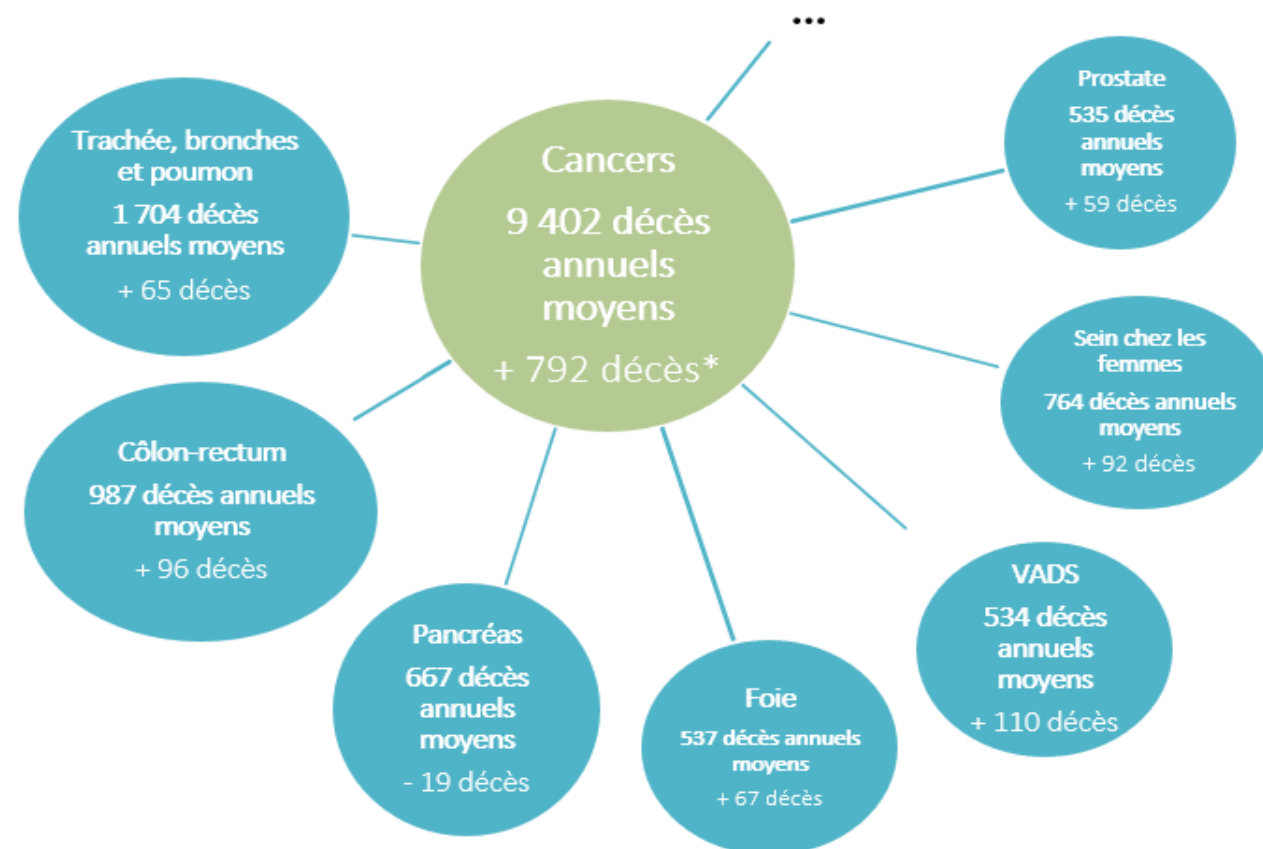 ...
Cancers
9 402 décès
annuels
moyens
+ 792 décès*
Prostate
535 décès
annuels
moyens
+ 59 décès
Sein chez les
femmes
764 décès annuels
moyens
+ 92 décès
VADS
534 décès
annuels
moyens
+ 110 décès
Foie
537 décès annuels
moyens
+ 67 décès
Pancréas
667 décès
annuels
moyens
- 19 décès
Côlon-rectum
987 décès annuels
moyens
+ 96 décès
Trachée, bronches
et poumon
1 704 décès
annuels moyens
+ 65 décès